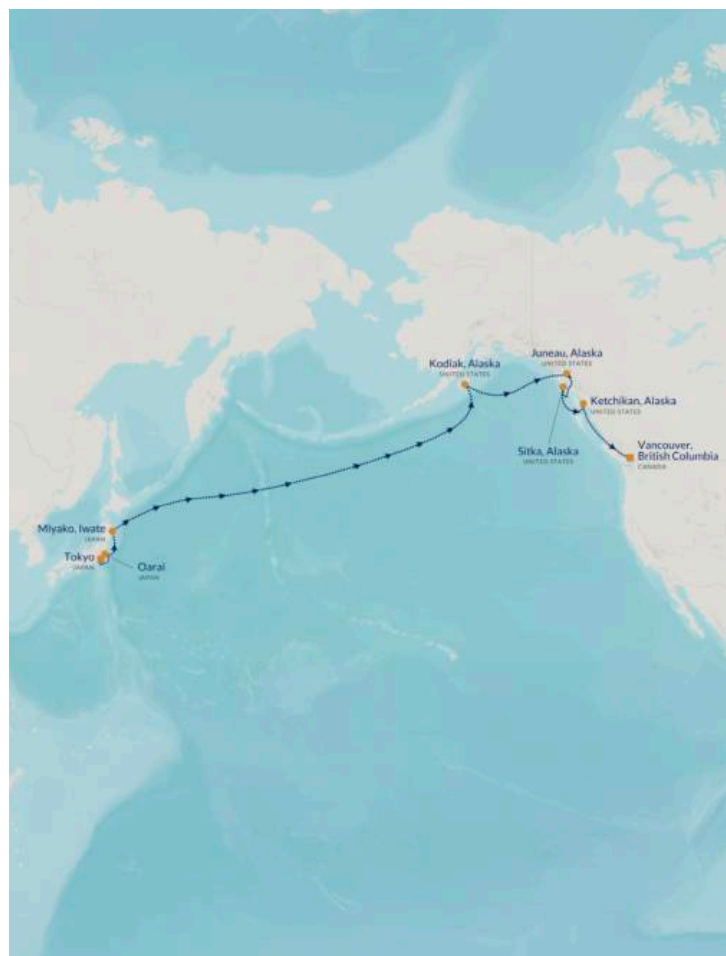 Juneau, Alaska
UNITED STATES
Kodiak, Alaska
UNITED STATES
Ketchikan, Alaska
UNITED STATES
Sitka, Alaska
UNITED STATES
Vancouver,
British Columbia
CANADA
Miyako, Iwate
JAPAN
Tokyo
JAPAN
Oarai
JAPAN